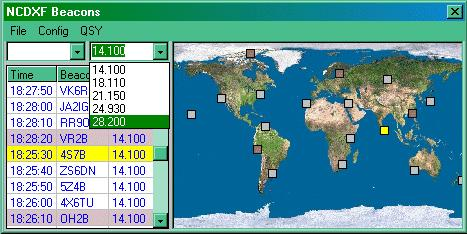 NCDXF Beacons
File Config QSY
14.100
14.100
18.110
21.150
24.930
28.200
Time Beaco
18:27:50 VK6R
18:28:00 JA2IG
18:28:10 RR9O
18:28:20 VR2B 14.100
18:25:30 4S7B 14.100
18:25:40 ZS6DN 14.100
18:25:50 5Z4B 14.100
18:26:00 4X6TU 14.100
18:26:10 OH2B 14.100